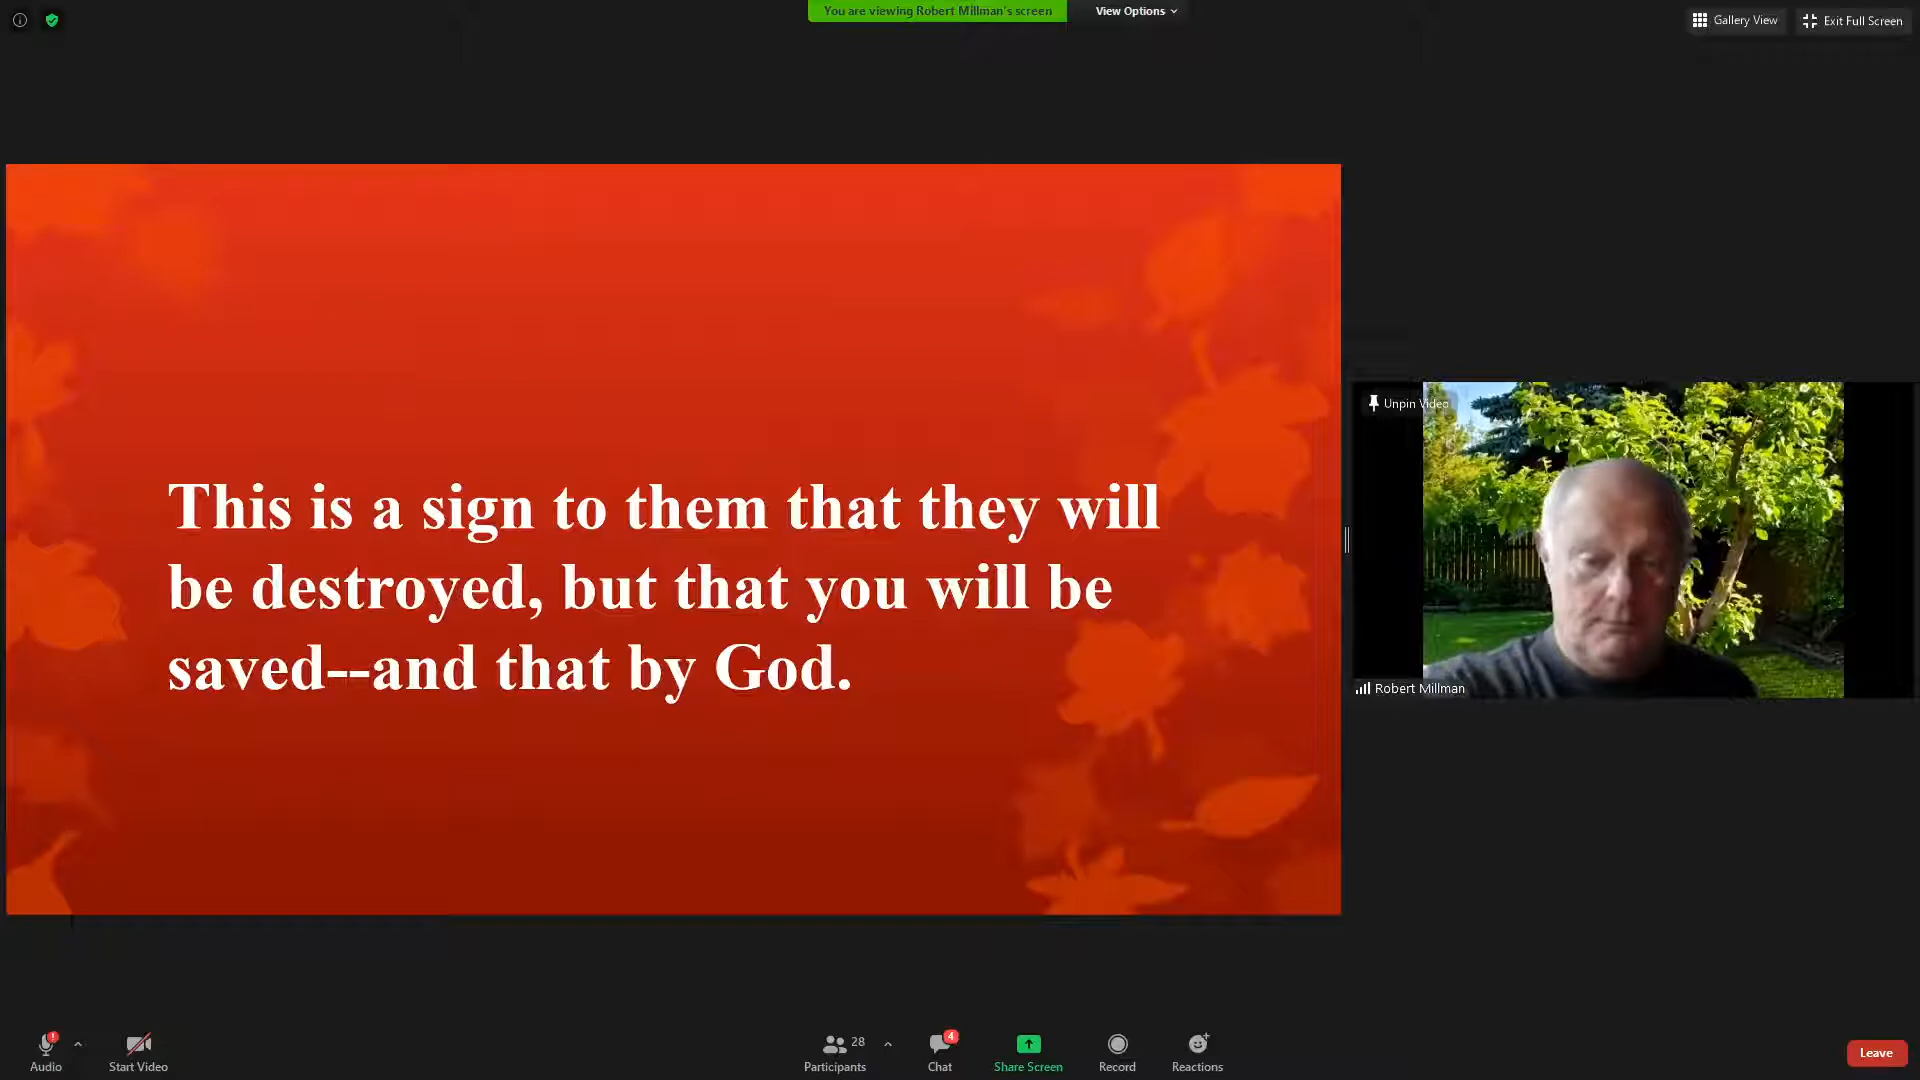 You are viewing Robert Millman's screen
View Options
Gallery View
Exit Full Screen
This is a sign to them that they will
be destroyed, but that you will be
saved--and that by God.
Unpin Video
Robert Millman
Audio
Start Video
28
Participants
4
Chat
Share Screen
Record
Reactions
Leave